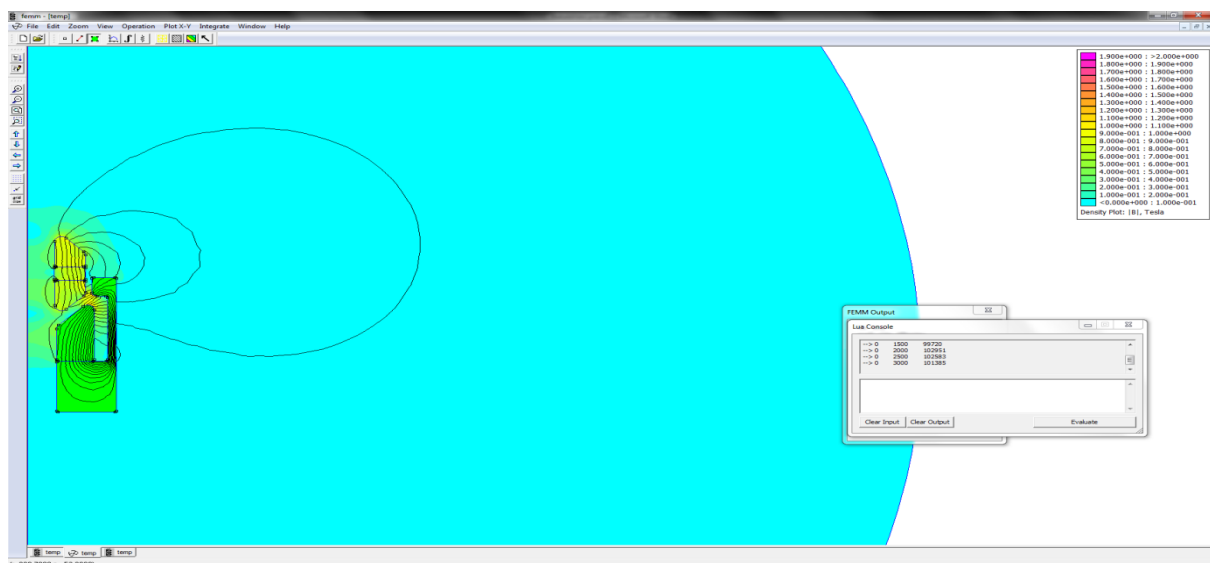 femm - [temp]
File Edit Zoom View Operation Plot X-Y Integrate Window Help
1.900e+000 : >2.000e+000
1.800e+000 : 1.900e+000
1.700e+000 : 1.800e+000
1.600e+000 : 1.700e+000
1.500e+000 : 1.600e+000
1.400e+000 : 1.500e+000
1.300e+000 : 1.400e+000
1.200e+000 : 1.300e+000
1.100e+000 : 1.200e+000
1.000e+000 : 1.100e+000
9.000e-001 : 1.000e+000
8.000e-001 : 9.000e-001
7.000e-001 : 8.000e-001
6.000e-001 : 7.000e-001
5.000e-001 : 6.000e-001
4.000e-001 : 5.000e-001
3.000e-001 : 4.000e-001
2.000e-001 : 3.000e-001
1.000e-001 : 2.000e-001
<0.000e+000 : 1.000e-001
Density Plot: |B|, Tesla
FEMM Output
Lua Console
--> 0 1500 99720
--> 0 2000 102951
--> 0 2500 102583
--> 0 3000 101385
Clear Input Clear Output Evaluate
temp temp temp